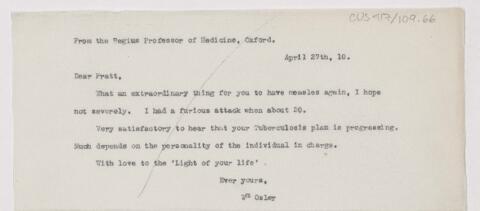 CUS417/109.66
From the Regius Professor of Medicine, Oxford.
April 27th, 10.
Dear Pratt,
What an extraordinary thing for you to have measles again, I hope
not severely. I had a furious attack when about 20.
Very satisfactory to hear that your Tuberculosis plan is progressing.
Much depends on the personality of the individual in charge.
With love to the 'Light of your life'.
Ever yours,
Wm Osler